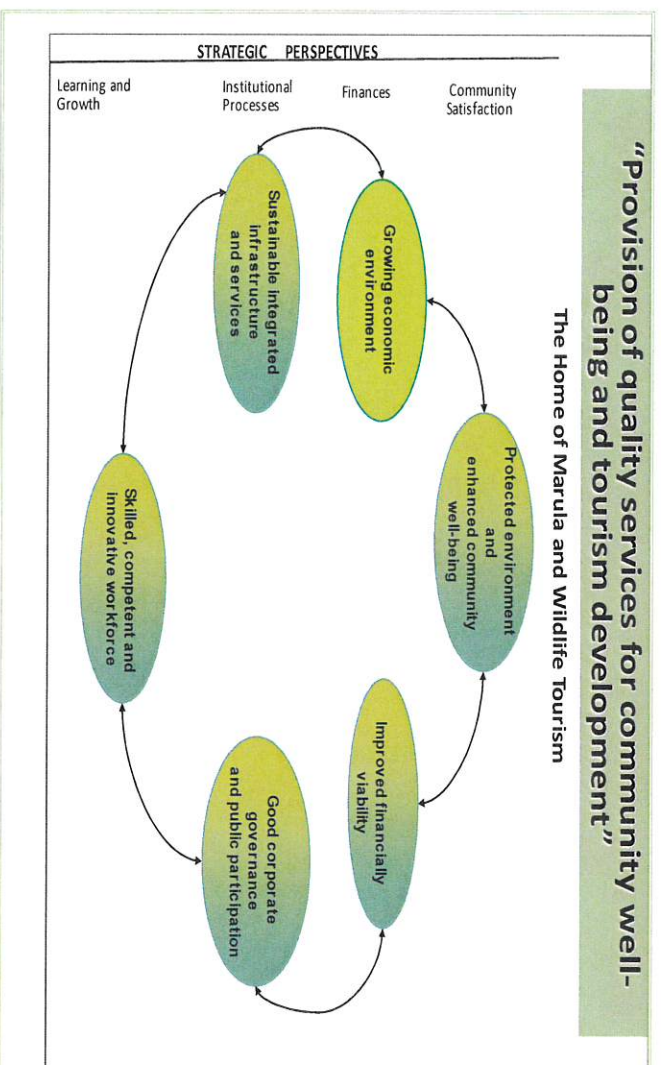 “Provision of quality services for community well-
being and tourism development”
The Home of Marula and Wildlife Tourism
STRATEGIC PERSPECTIVES
Community
Satisfaction
Finances
Institutional
Processes
Learning and
Growth
Protected environment
and
enhanced community
well-being
Growing economic
environment
Improved financially
viability
Sustainable integrated
infrastructure
and services
Good corporate
governance
and public participation
Skilled, competent and
innovative workforce